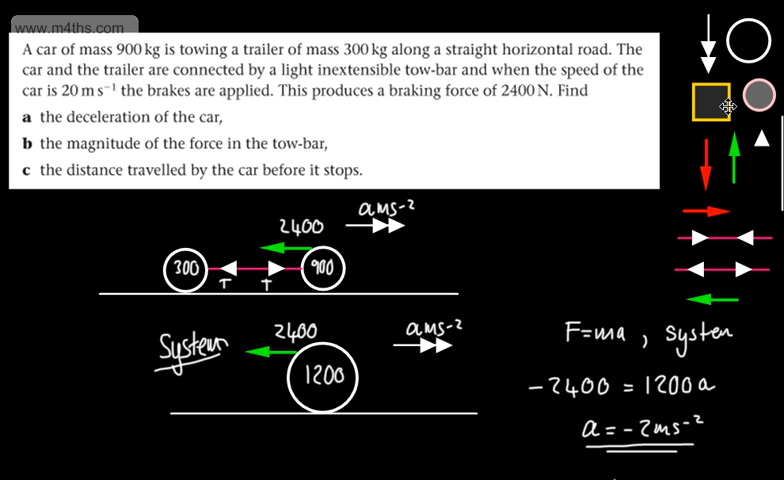 www.m4ths.com
A car of mass 900 kg is towing a trailer of mass 300 kg along a straight horizontal road. The
car and the trailer are connected by a light inextensible tow-bar and when the speed of the
car is 20 m s⁻¹ the brakes are applied. This produces a braking force of 2400 N. Find
a the deceleration of the car,
b the magnitude of the force in the tow-bar,
c the distance travelled by the car before it stops.
2400 ams⁻²
300 900
T T
System 2400 ams⁻²
1200
F=ma, System
-2400 = 1200a
a = -2ms⁻²